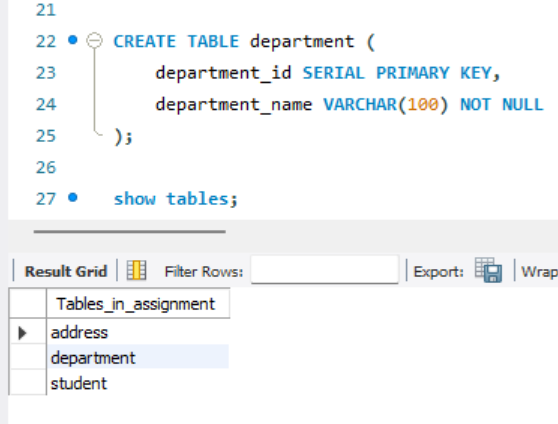 21
22 CREATE TABLE department (
23 department_id SERIAL PRIMARY KEY,
24 department_name VARCHAR(100) NOT NULL
25 );
26
27 show tables;
Result Grid Filter Rows: Export: Wrap
Tables_in_assignment
address
department
student